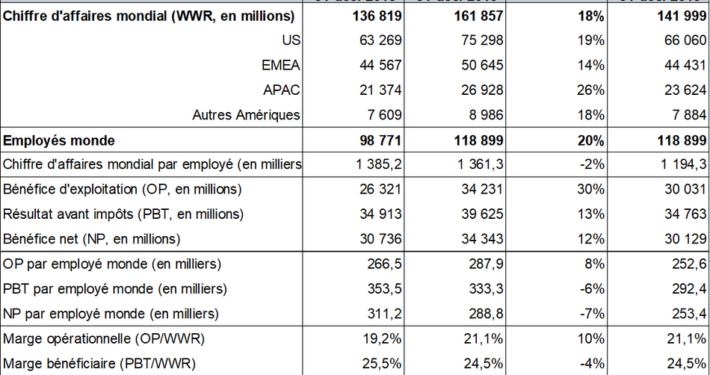 Chiffre d'affaires mondial (WWR, en millions) 136 819 161 857 18% 141 999
US 63 269 75 298 19% 66 060
EMEA 44 567 50 645 14% 44 431
APAC 21 374 26 928 26% 23 624
Autres Amériques 7 609 8 986 18% 7 884
Employés monde 98 771 118 899 20% 118 899
Chiffre d'affaires mondial par employé (en milliers 1 385,2 1 361,3 -2% 1 194,3
Bénéfice d'exploitation (OP, en millions) 26 321 34 231 30% 30 031
Résultat avant impôts (PBT, en millions) 34 913 39 625 13% 34 763
Bénéfice net (NP, en millions) 30 736 34 343 12% 30 129
OP par employé monde (en milliers) 266,5 287,9 8% 252,6
PBT par employé monde (en milliers) 353,5 333,3 -6% 292,4
NP par employé monde (en milliers) 311,2 288,8 -7% 253,4
Marge opérationnelle (OP/WWR) 19,2% 21,1% 10% 21,1%
Marge bénéficiaire (PBT/WWR) 25,5% 24,5% -4% 24,5%